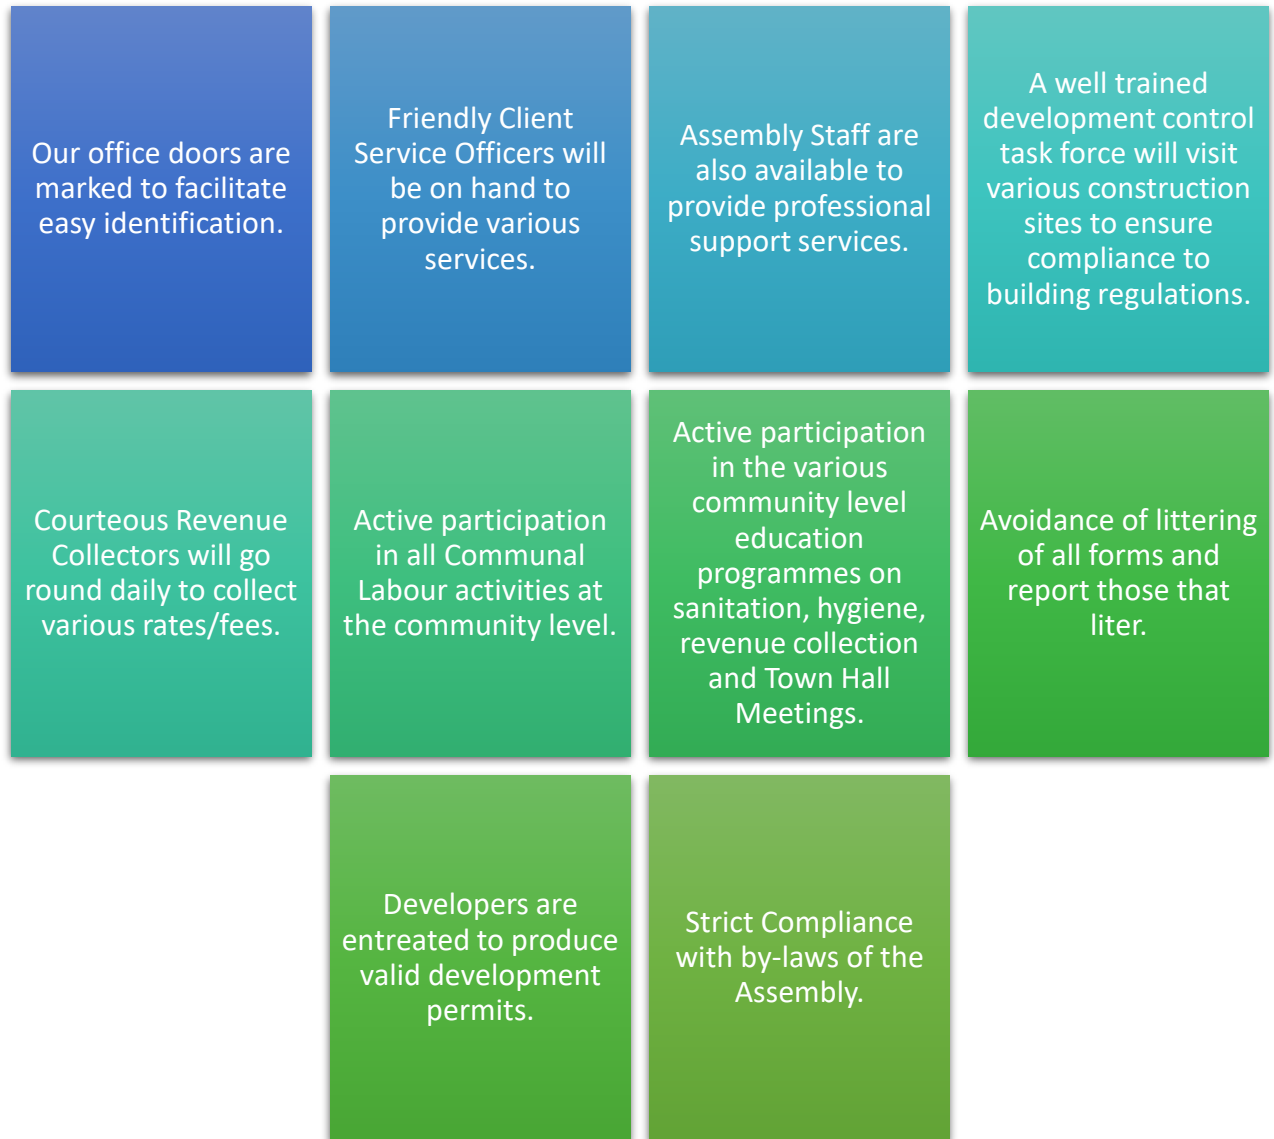 Our office doors are
marked to facilitate
easy identification.
Friendly Client
Service Officers will
be on hand to
provide various
services.
Assembly Staff are
also available to
provide professional
support services.
A well trained
development control
task force will visit
various construction
sites to ensure
compliance to
building regulations.
Courteous Revenue
Collectors will go
round daily to collect
various rates/fees.
Active participation
in all Communal
Labour activities at
the community level.
Active participation
in the various
community level
education
programmes on
sanitation, hygiene,
revenue collection
and Town Hall
Meetings.
Avoidance of littering
of all forms and
report those that
liter.
Developers are
entreated to produce
valid development
permits.
Strict Compliance
with by-laws of the
Assembly.